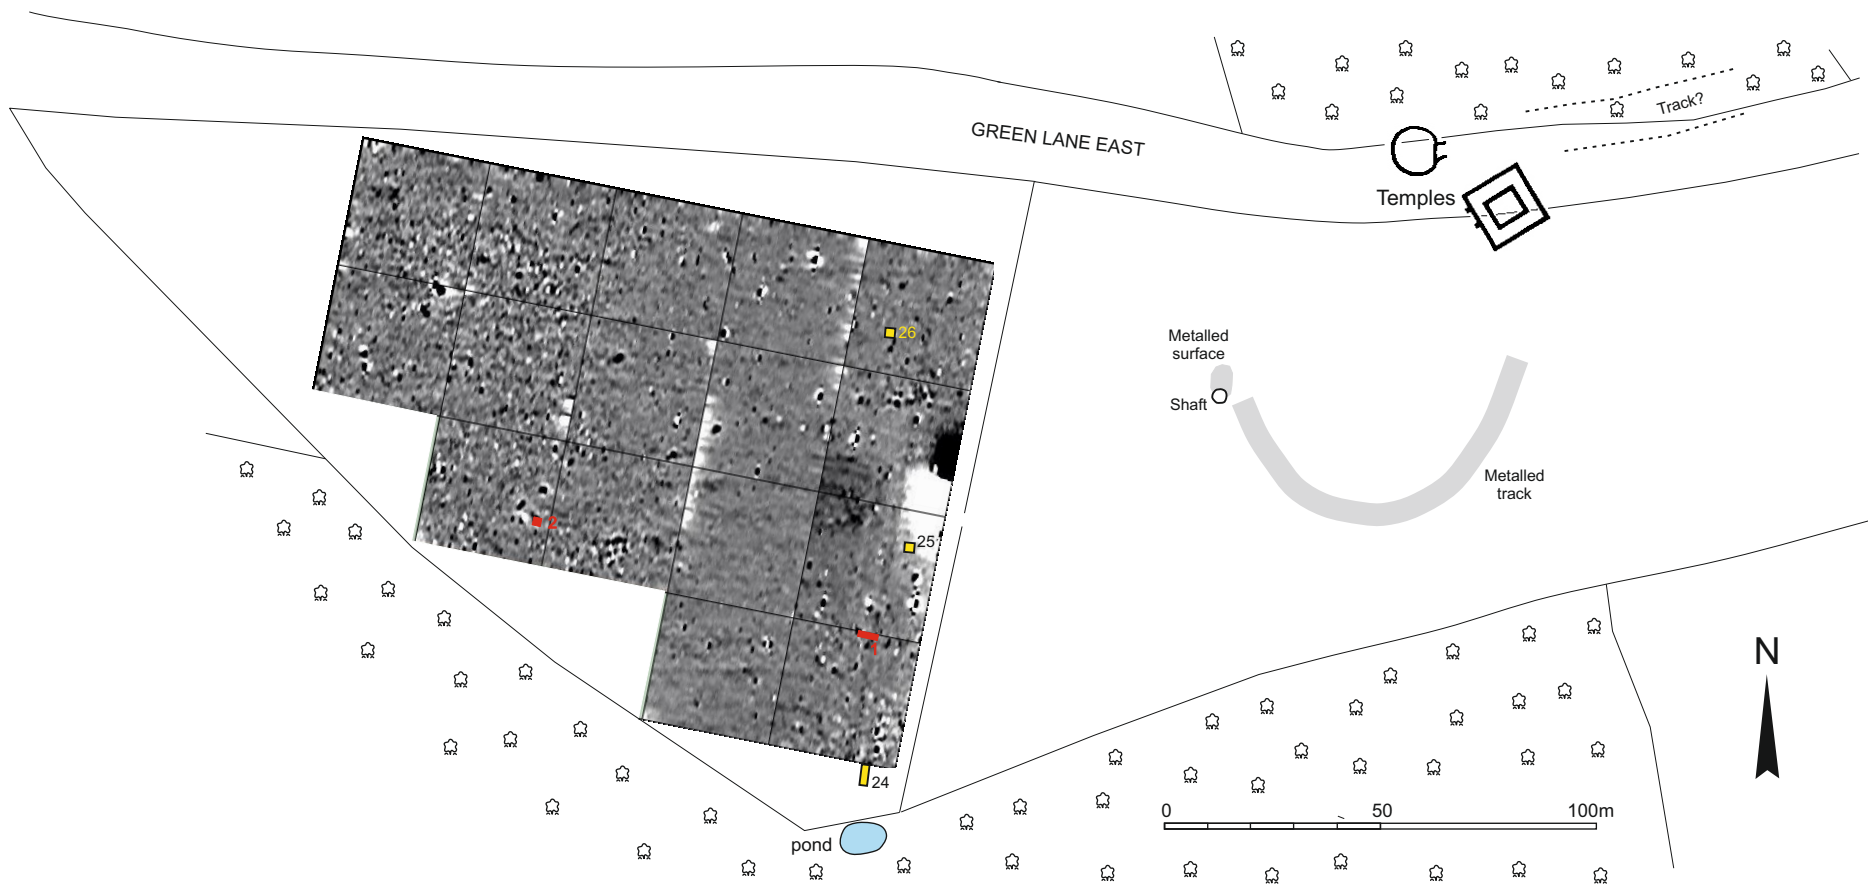 GREEN LANE EAST
Track?
Temples
26
Metalled
surface
Shaft
Metalled
track
2
25
1
24
pond
N
0 50 100m